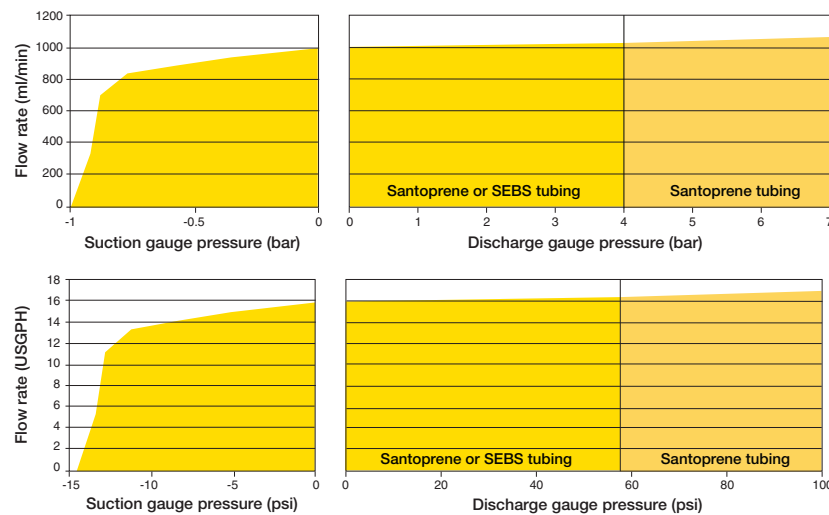 1200
1000
800
600
400
200
0
Flow rate (ml/min)
-1 -0.5 0
Suction gauge pressure (bar)
Santoprene or SEBS tubing Santoprene tubing
0 1 2 3 4 5 6 7
Discharge gauge pressure (bar)
18
16
14
12
10
8
6
4
2
0
Flow rate (USGPH)
-15 -10 -5 0
Suction gauge pressure (psi)
Santoprene or SEBS tubing Santoprene tubing
0 20 40 60 80 100
Discharge gauge pressure (psi)